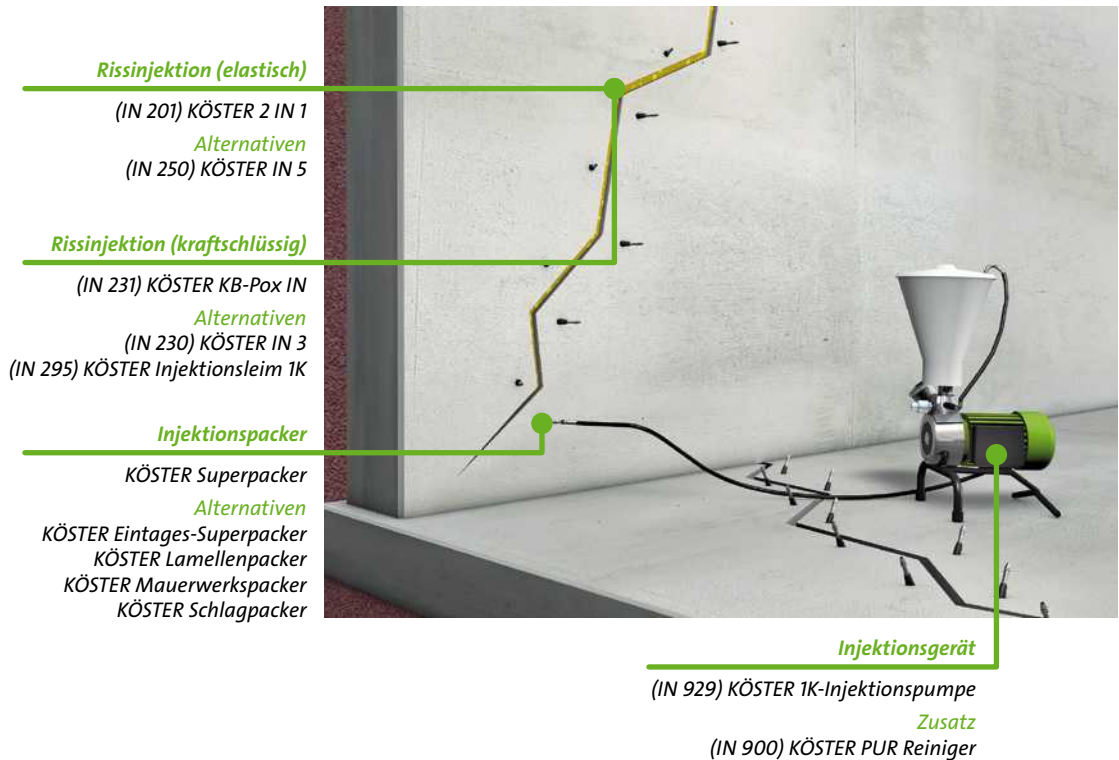 Rissinjektion (elastisch)
(IN 201) KÖSTER 2 IN 1
Alternativen
(IN 250) KÖSTER IN 5
Rissinjektion (kraftschlüssig)
(IN 231) KÖSTER KB-Pox IN
Alternativen
(IN 230) KÖSTER IN 3
(IN 295) KÖSTER Injektionsleim 1K
Injektionspacker
KÖSTER Superpacker
Alternativen
KÖSTER Eintages-Superpacker
KÖSTER Lamellenpacker
KÖSTER Mauerwerkspacker
KÖSTER Schlagpacker
Injektionsgerät
(IN 929) KÖSTER 1K-Injektionspumpe
Zusatz
(IN 900) KÖSTER PUR Reiniger